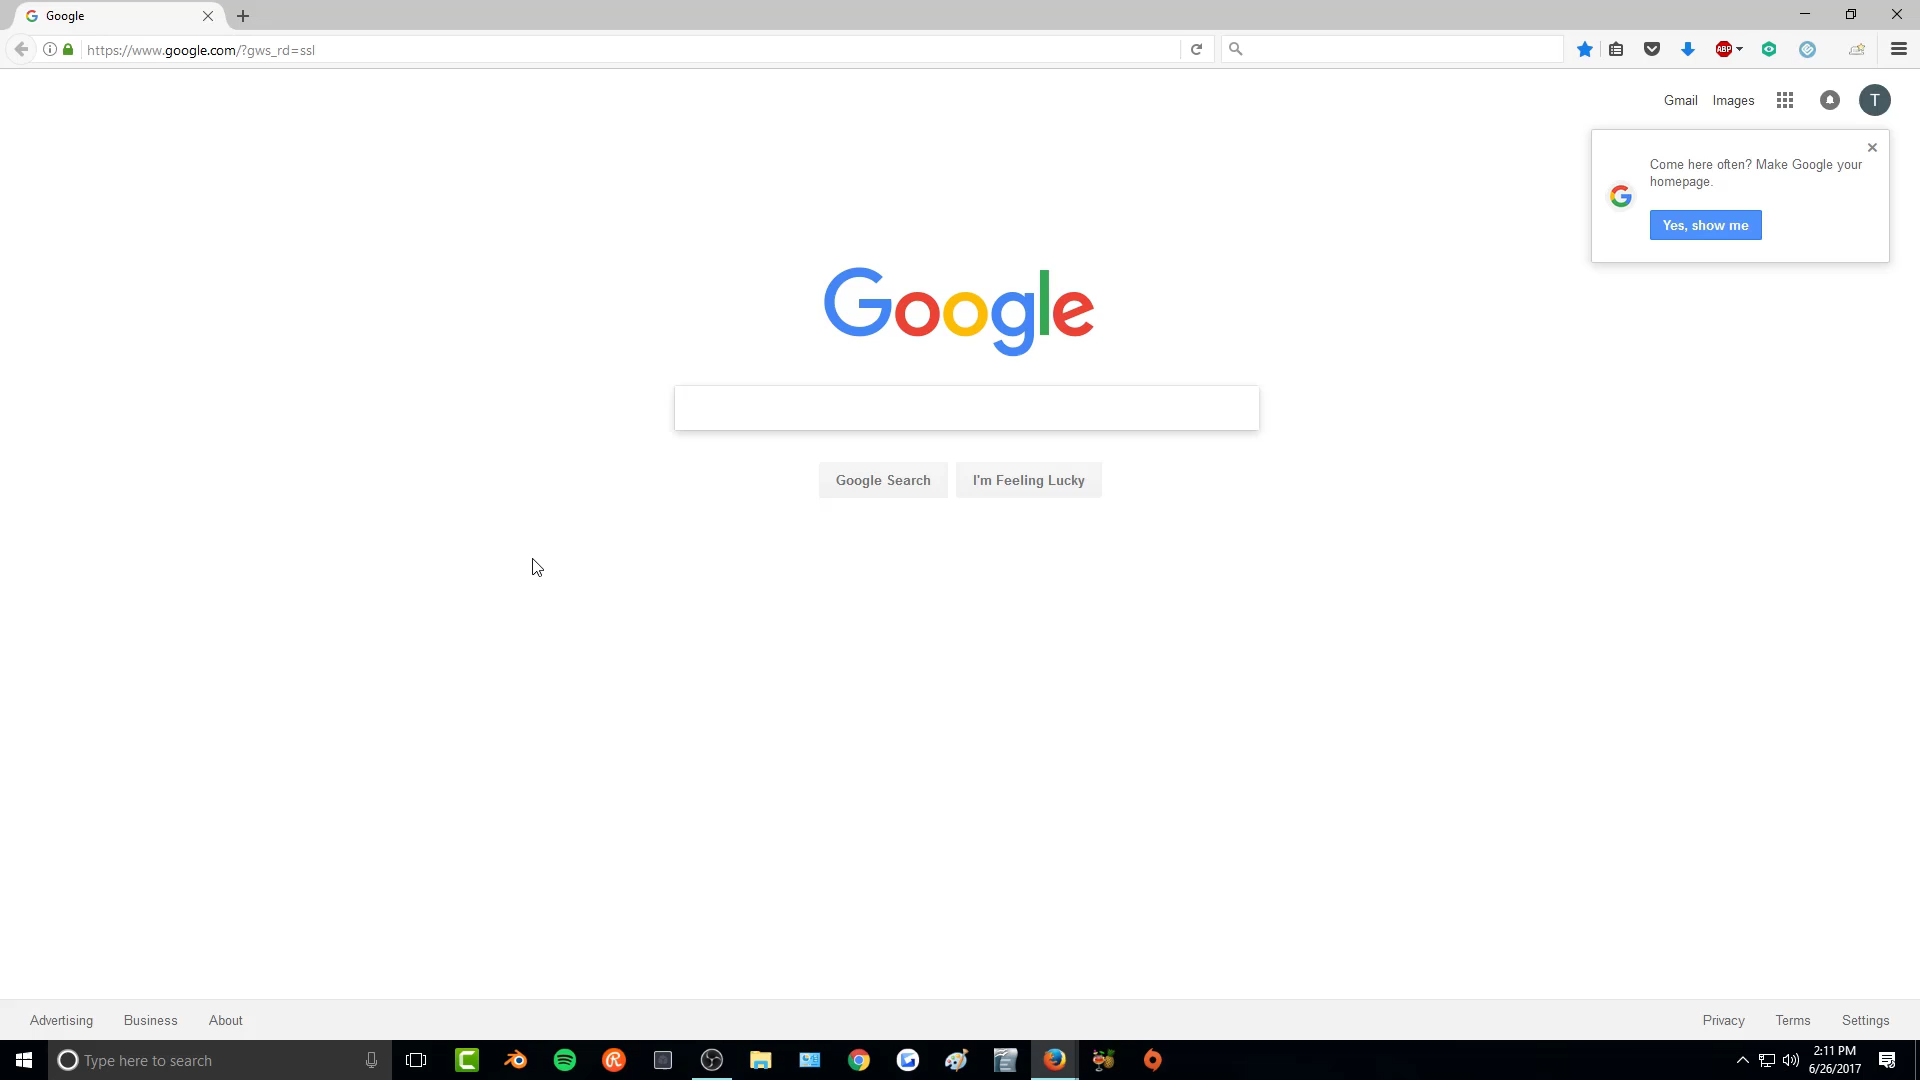 Google
https://www.google.com/?gws_rd=ssl
ABP
Gmail
Images
T
Come here often? Make Google your
homepage.
Yes, show me
Google
Google Search
I'm Feeling Lucky
Advertising
Business
About
Privacy
Terms
Settings
Type here to search
2:11 PM
6/26/2017